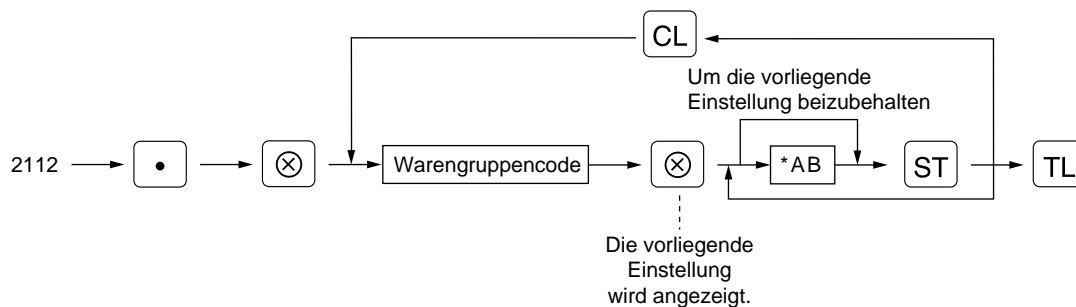 CL
Um die vorliegende
Einstellung beizubehalten
2112 • ⊗ Warengruppencode ⊗ *AB ST TL
Die vorliegende
Einstellung
wird angezeigt.